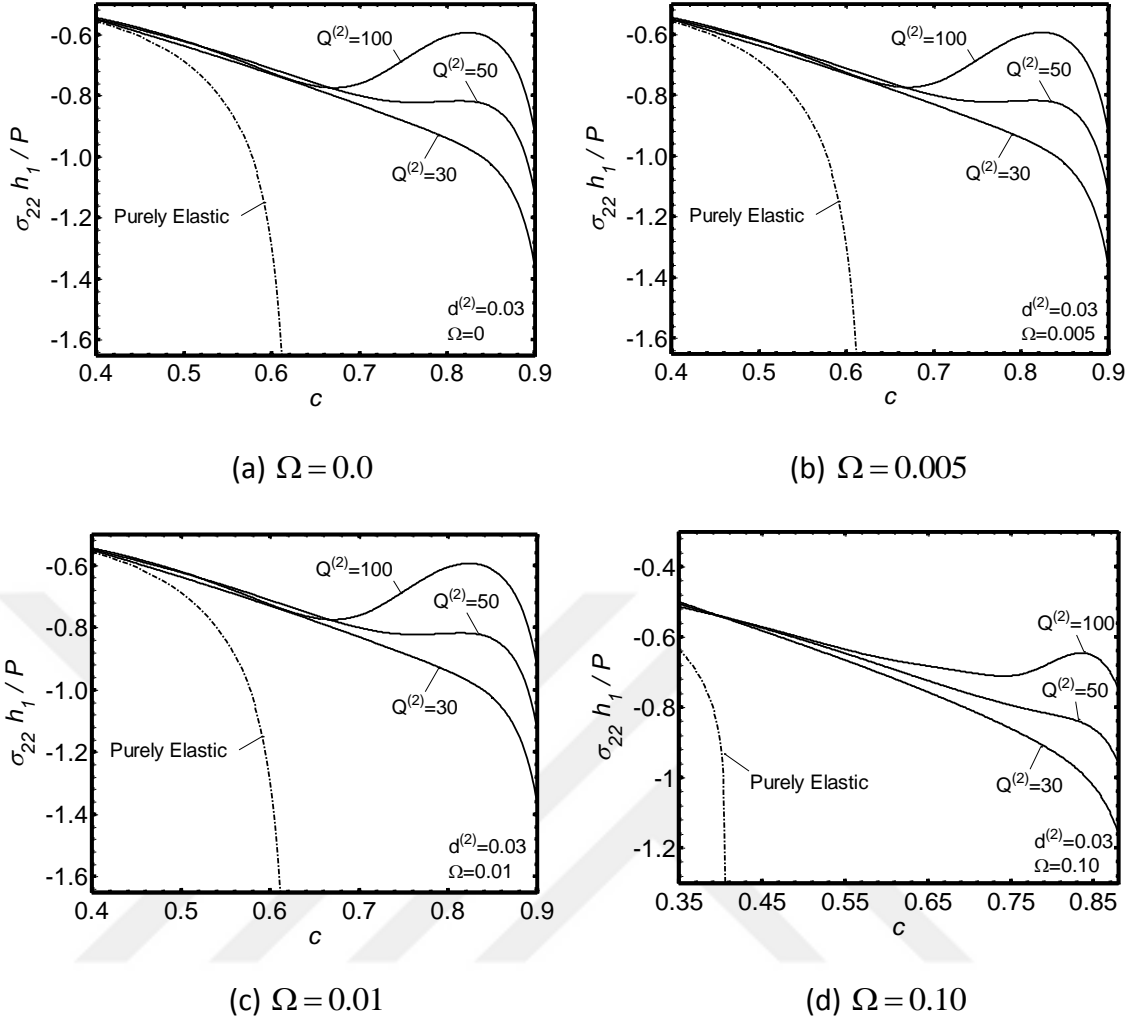 -0.6
-0.8
-1.0
-1.2
-1.4
-1.6
σ22 h1 / P
Q(2)=100
Q(2)=50
Q(2)=30
Purely Elastic
d(2)=0.03
Ω=0
0.4 0.5 0.6 0.7 0.8 0.9
c
(a) Ω = 0.0
-0.6
-0.8
-1.0
-1.2
-1.4
-1.6
σ22 h1 / P
Q(2)=100
Q(2)=50
Q(2)=30
Purely Elastic
d(2)=0.03
Ω=0.005
0.4 0.5 0.6 0.7 0.8 0.9
c
(b) Ω = 0.005
-0.6
-0.8
-1.0
-1.2
-1.4
-1.6
σ22 h1 / P
Q(2)=100
Q(2)=50
Q(2)=30
Purely Elastic
d(2)=0.03
Ω=0.01
0.4 0.5 0.6 0.7 0.8 0.9
c
(c) Ω = 0.01
-0.4
-0.6
-0.8
-1
-1.2
σ22 h1 / P
Q(2)=100
Q(2)=50
Q(2)=30
Purely Elastic
d(2)=0.03
Ω=0.10
0.35 0.45 0.55 0.65 0.75 0.85
c
(d) Ω = 0.10